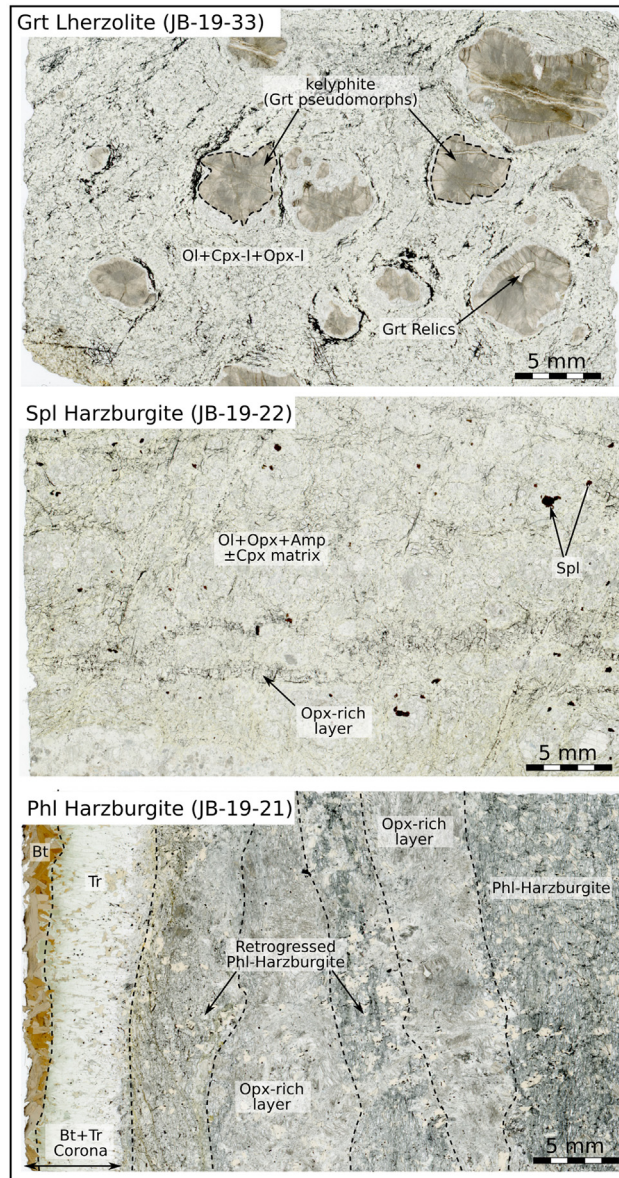 Grt Lherzolite (JB-19-33)
kelyphite
(Grt pseudomorphs)
Ol+Cpx-I+Opx-I
Grt Relics
5 mm
Spl Harzburgite (JB-19-22)
Ol+Opx+Amp
±Cpx matrix
Spl
Opx-rich
layer
5 mm
Phl Harzburgite (JB-19-21)
Bt
Tr
Opx-rich
layer
Phl-Harzburgite
Retrogressed
Phl-Harzburgite
Opx-rich
layer
Bt+Tr
Corona
5 mm